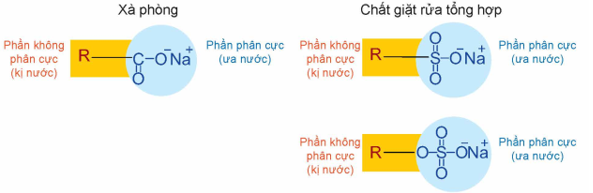 Xà phòng
Phần không
phân cực
(kị nước)
R
C
O
O⁻Na⁺
Phần phân cực
(ưa nước)
Chất giặt rửa tổng hợp
Phần không
phân cực
(kị nước)
R
O
S
O
O⁻Na⁺
Phần phân cực
(ưa nước)
Phần không
phân cực
(kị nước)
R
O
O
S
O
O⁻Na⁺
Phần phân cực
(ưa nước)